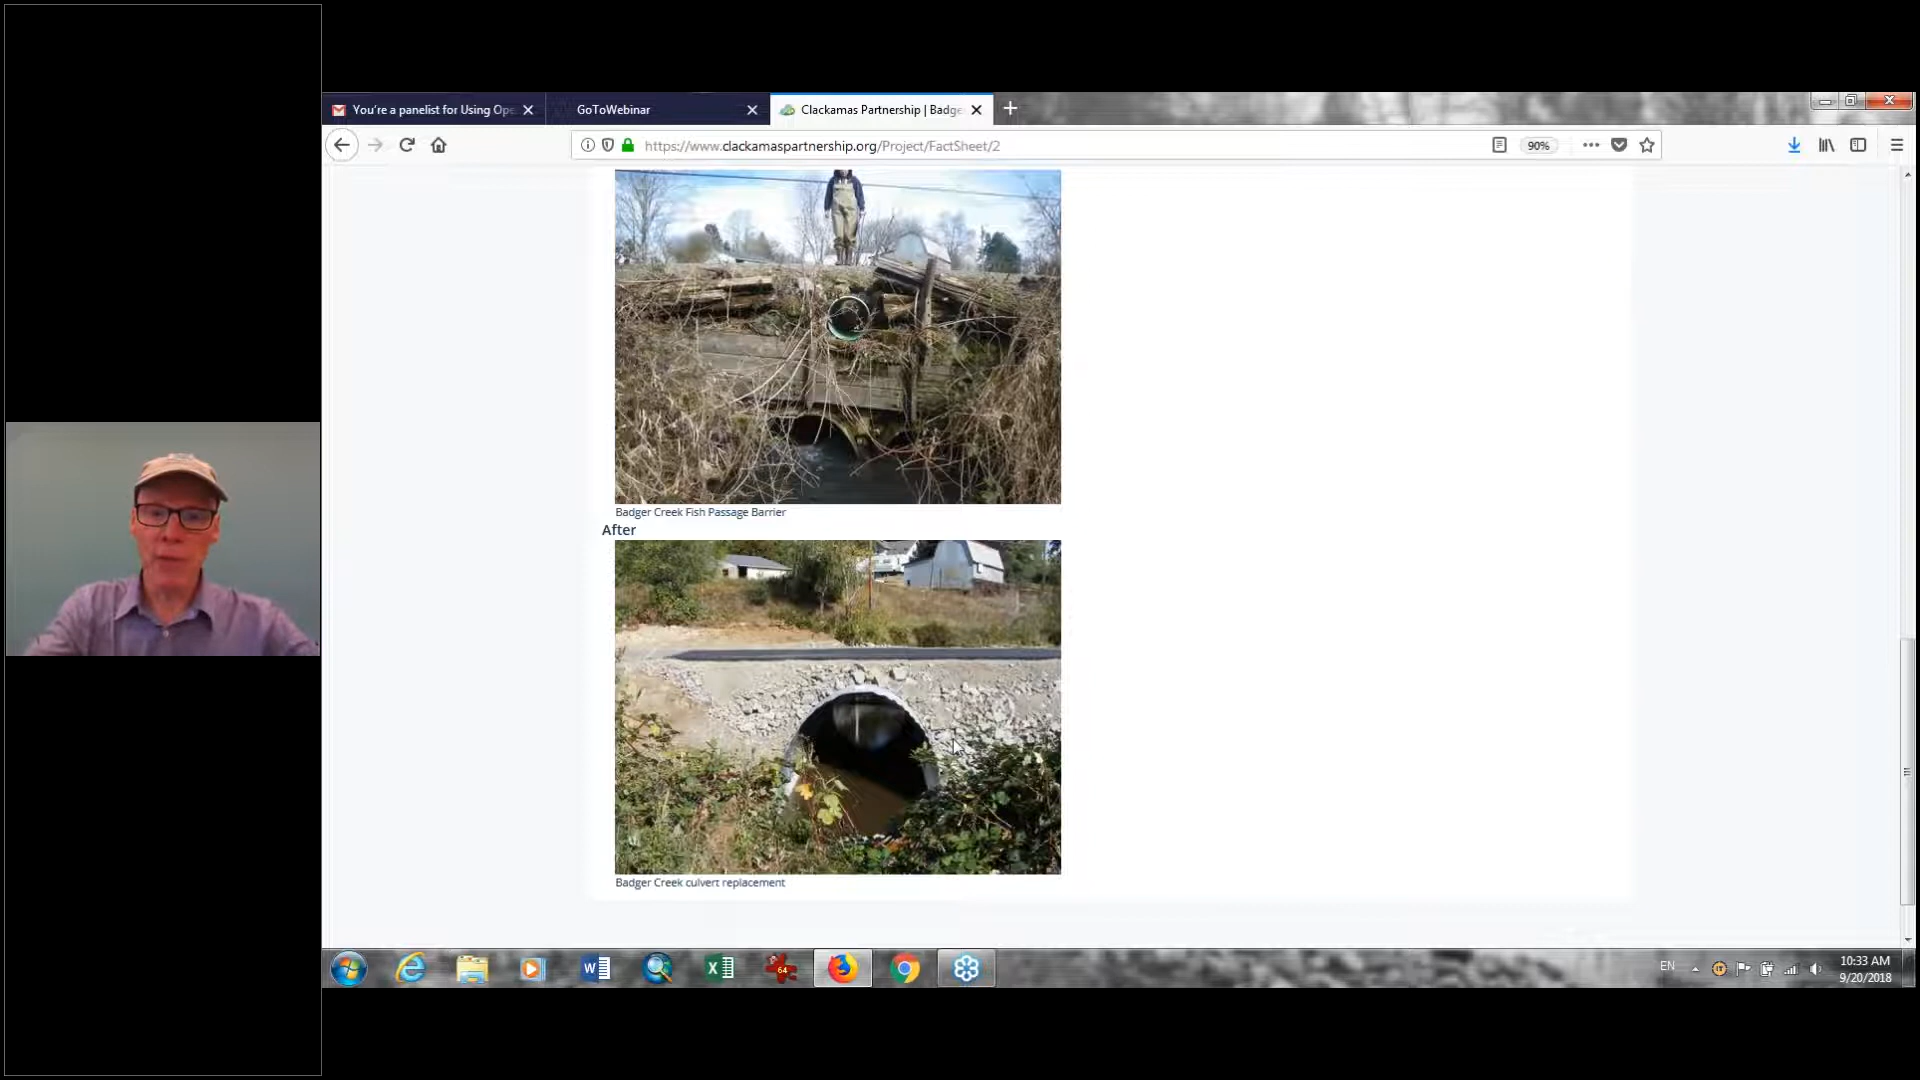 You're a panelist for Using Ope
GoToWebinar
Clackamas Partnership | Badge
https://www.clackamaspartnership.org/Project/FactSheet/2
90%
Badger Creek Fish Passage Barrier
After
Badger Creek culvert replacement
64
EN
10:33 AM
9/20/2018